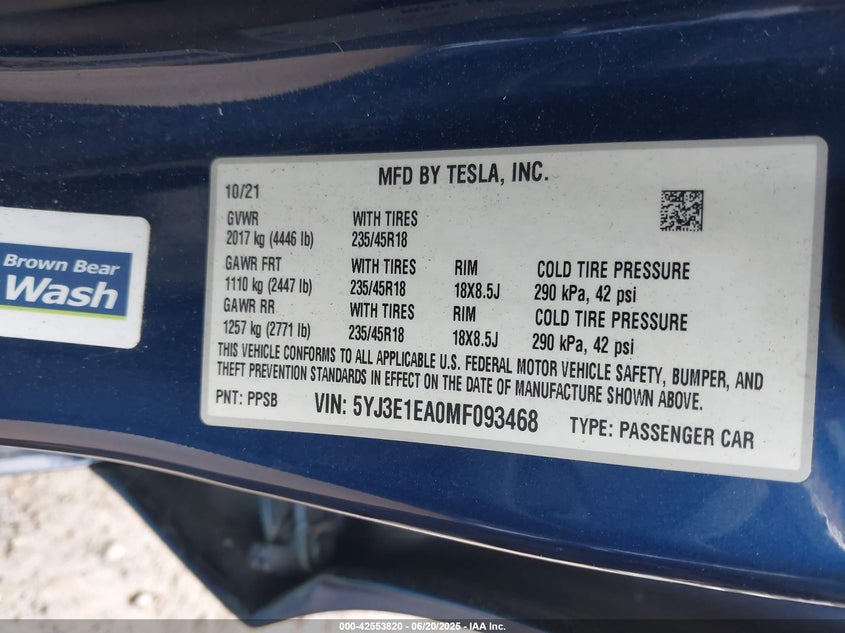 MFD BY TESLA, INC.
10/21
GVWR WITH TIRES
2017 kg (4446 lb) 235/45R18
GAWR FRT WITH TIRES RIM COLD TIRE PRESSURE
1110 kg (2447 lb) 235/45R18 18X8.5J 290 kPa, 42 psi
GAWR RR WITH TIRES RIM COLD TIRE PRESSURE
1257 kg (2771 lb) 235/45R18 18X8.5J 290 kPa, 42 psi
THIS VEHICLE CONFORMS TO ALL APPLICABLE U.S. FEDERAL MOTOR VEHICLE SAFETY, BUMPER, AND
THEFT PREVENTION STANDARDS IN EFFECT ON THE DATE OF MANUFACTURE SHOWN ABOVE.
PNT: PPSB VIN: 5YJ3E1EA0MF093468 TYPE: PASSENGER CAR
Brown Bear
Wash
000-42553820 - 06/20/2025 - IAA, Inc.